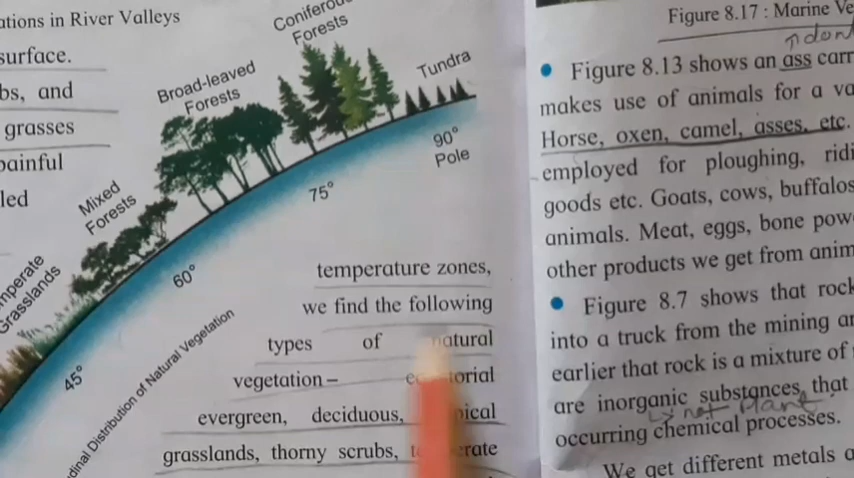 ations in River Valleys
surface.
bs, and
grasses
painful
led
Coniferous
Forests
Tundra
Broad-leaved
Forests
Mixed
Forests
Temperate
Grasslands
90°
Pole
75°
60°
45°
dinal Distribution of Natural Vegetation
temperature zones,
we find the following
types of natural
vegetation –
evergreen, deciduous,
grasslands, thorny scrubs,
Figure 8.17 : Marine Ve
• Figure 8.13 shows an ass carr
makes use of animals for a va
Horse, oxen, camel, asses, etc.
employed for ploughing, ridi
goods etc. Goats, cows, buffalos
animals. Meat, eggs, bone pow
other products we get from anim
• Figure 8.7 shows that rock
into a truck from the mining ar
earlier that rock is a mixture of
are inorganic substances that
not Plant
occurring chemical processes.
We get different metals a